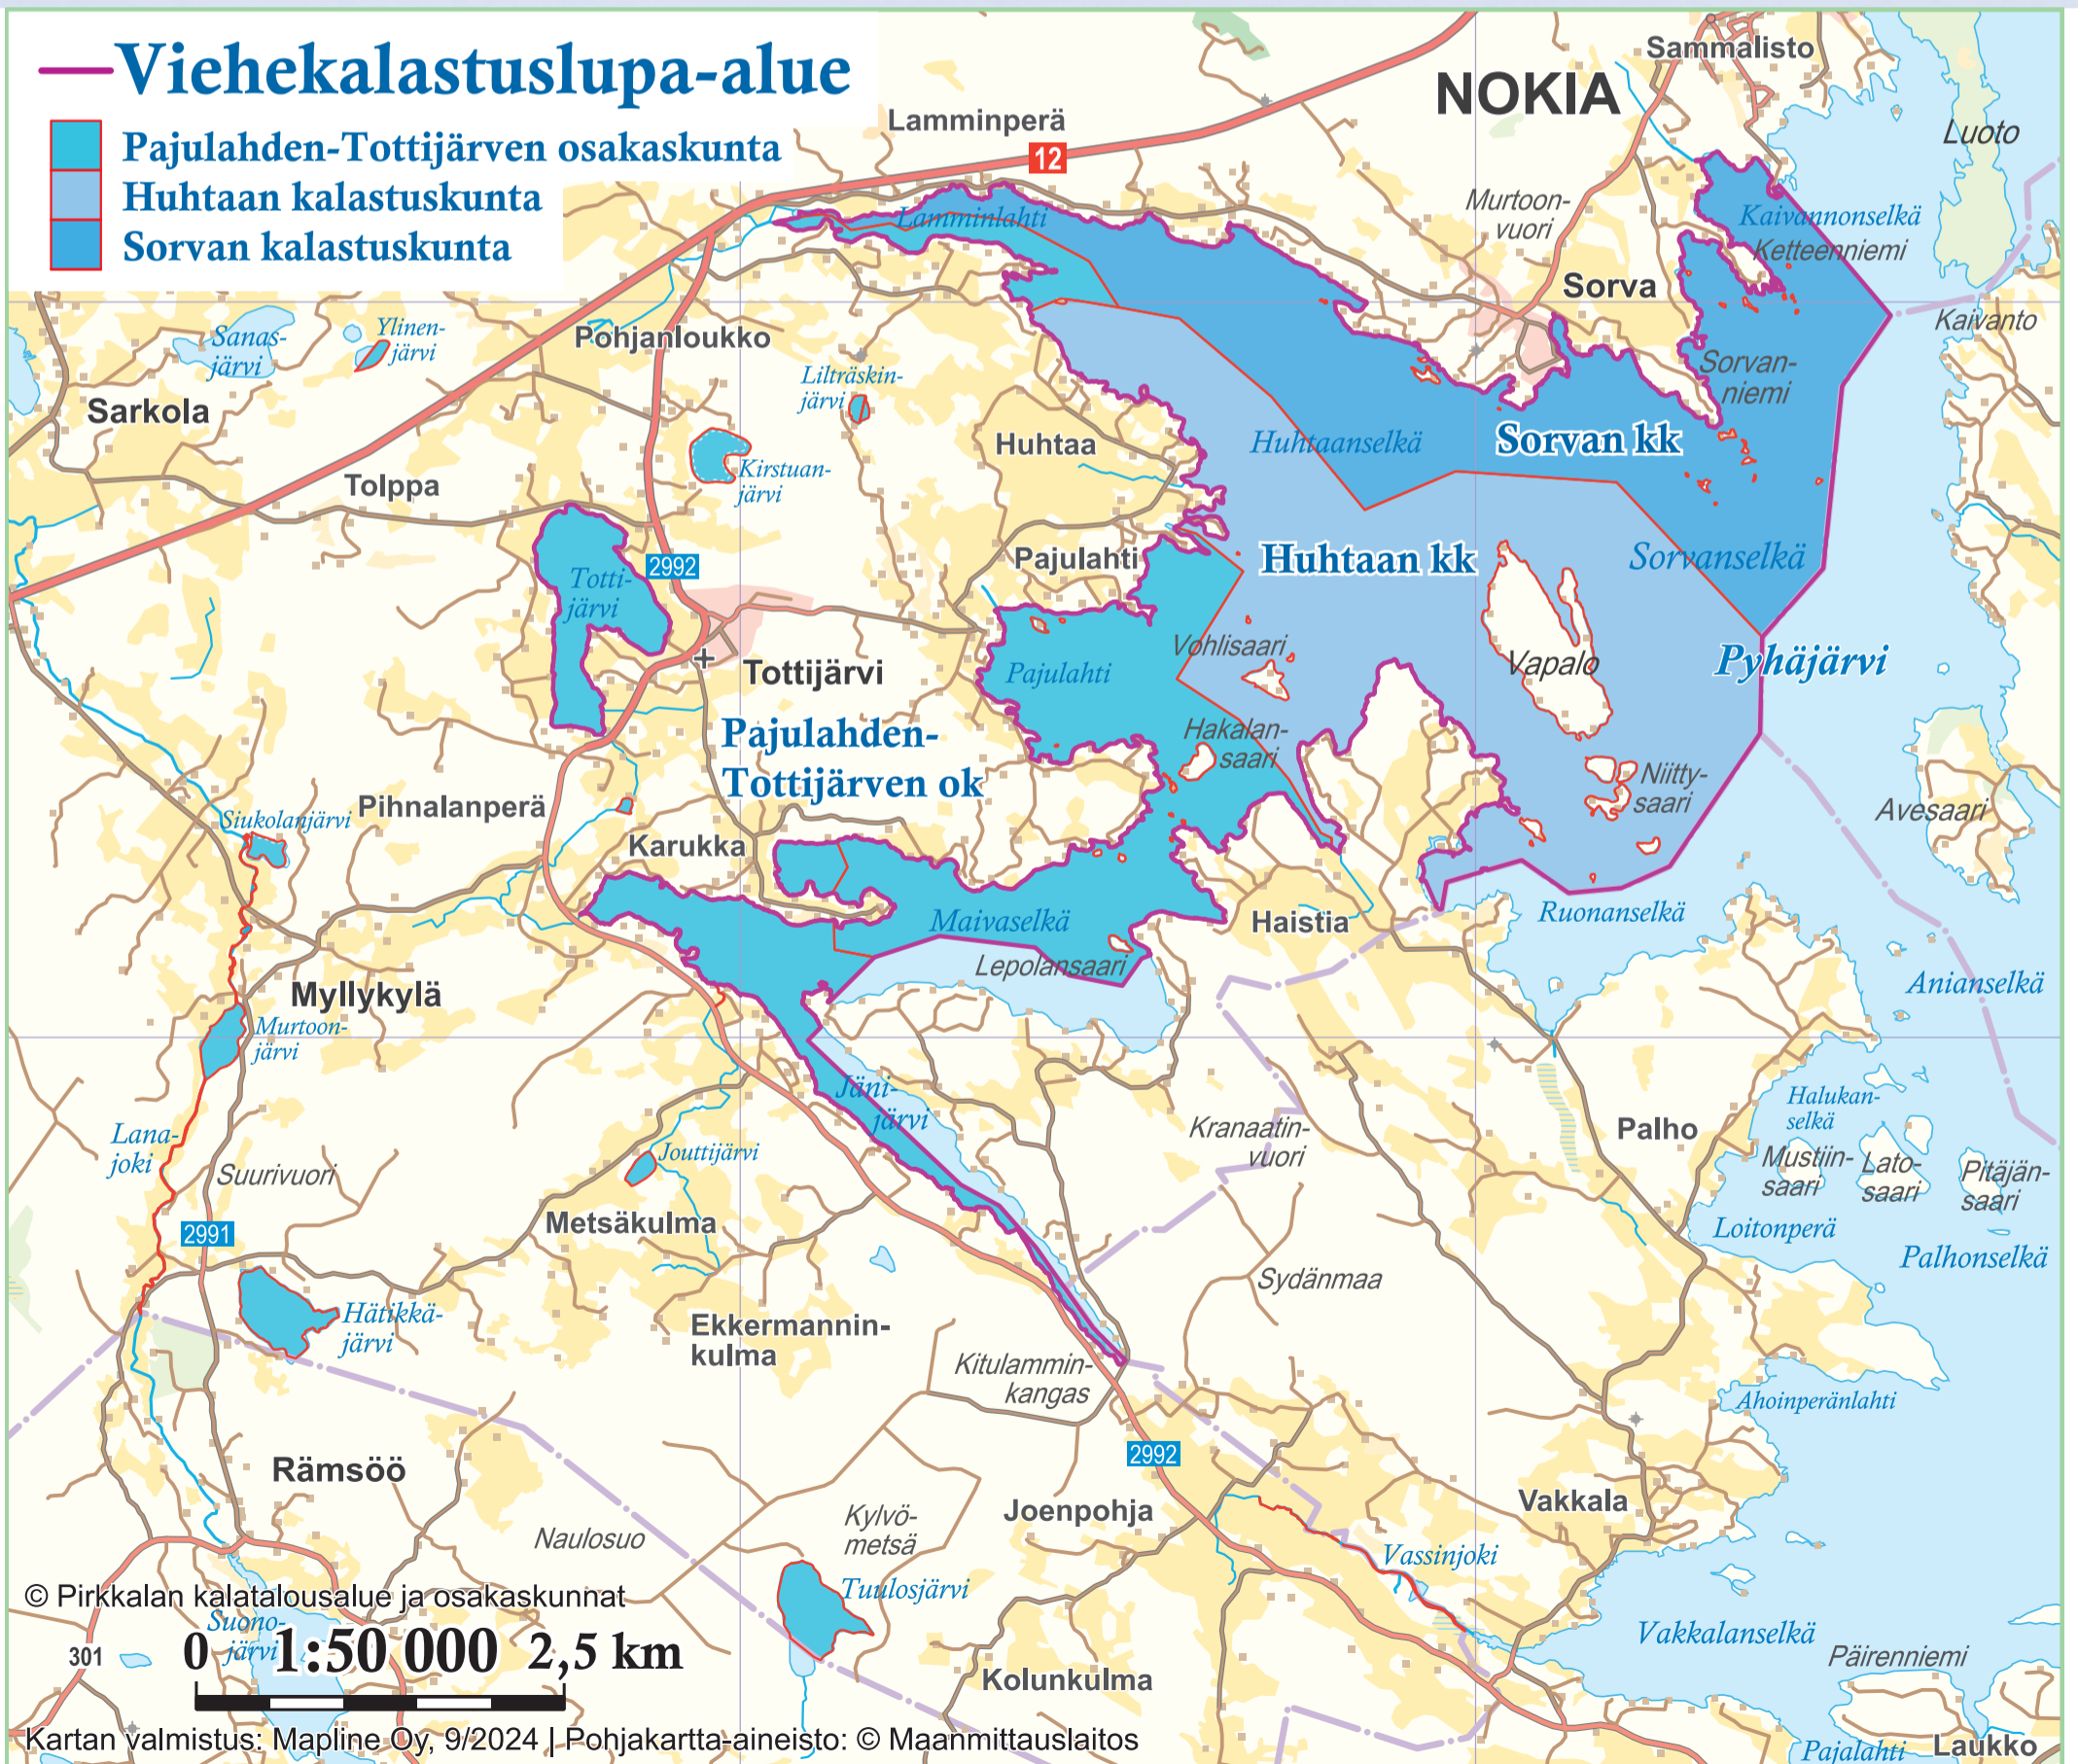 Viehekalastuslupa-alue
Pajulahden-Tottijärven osakaskunta
Huhtaan kalastuskunta
Sorvan kalastuskunta
Sammalisto
NOKIA
Luoto
Lamminperä
12
Murtoon-
vuori
Lamminlahti
Kaivannonselkä
Ketteenniemi
Sorva
Kaivanto
Sanas-
järvi
Ylinen-
järvi
Pohjanloukko
Lilträskin-
järvi
Sorvan-
niemi
Sarkola
Huhtaa
Huhtaanselkä
Sorvan kk
Kirstuan-
järvi
Tolppa
Pajulahti
Huhtaan kk
Sorvanselkä
2992
Totti-
järvi
Vohlisaari
Vapalo
Pyhäjärvi
Tottijärvi
Pajulahti
Pajulahden-
Tottijärven ok
Hakalan-
saari
Niitty-
saari
Avesaari
Pihnalanperä
Siukolanjärvi
Karukka
Maivaselkä
Haistia
Ruonanselkä
Lepolansaari
Anianselkä
Myllykylä
Murtoon-
järvi
Jäni-
järvi
Halukan-
selkä
Kranaatin-
vuori
Palho
Lana-
joki
Suurivuori
Jouttijärvi
Mustiin-
saari
Lato-
saari
Pitäjän-
saari
2991
Metsäkulma
Loitonperä
Palhonselkä
Sydänmaa
Hätikkä-
järvi
Ekkermannin-
kulma
Kitulammin-
kangas
Ahoinperänlahti
2992
Rämsöö
Joenpohja
Vakkala
Naulosuo
Kylvö-
metsä
Vassinjoki
Tuulosjärvi
© Pirkkalan kalatalousalue ja osakaskunnat
Suono-
järvi
Vakkalanselkä
301
0 1:50 000 2,5 km
Päirenniemi
Kolunkulma
Kartan valmistus: Mapline Oy, 9/2024 | Pohjakartta-aineisto: © Maanmittauslaitos
Pajalahti
Laukko